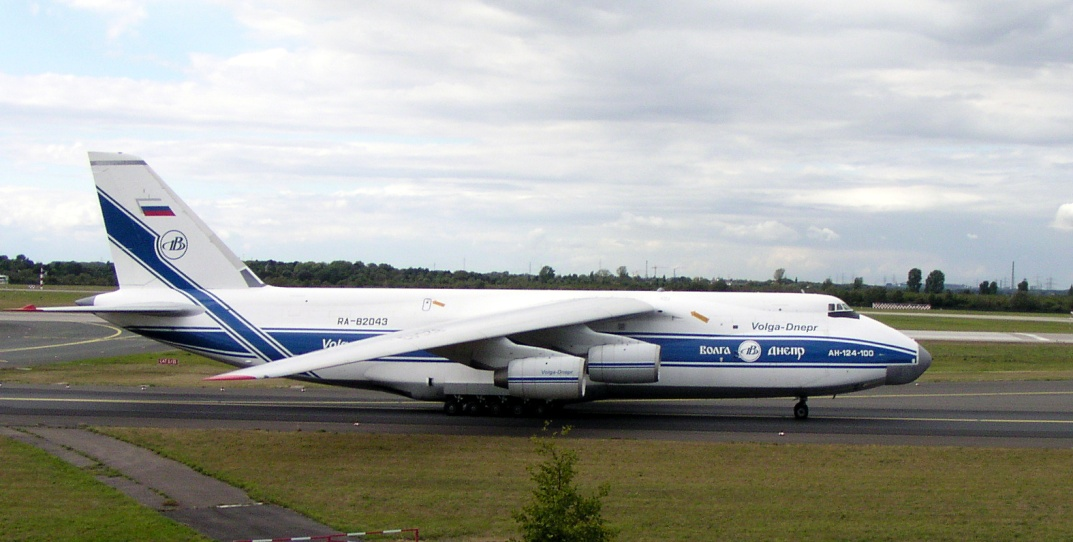 RA-82043
Volga-Dnepr
ВОЛГА ДНЕПР
АН-124-100
Volga-Dnepr